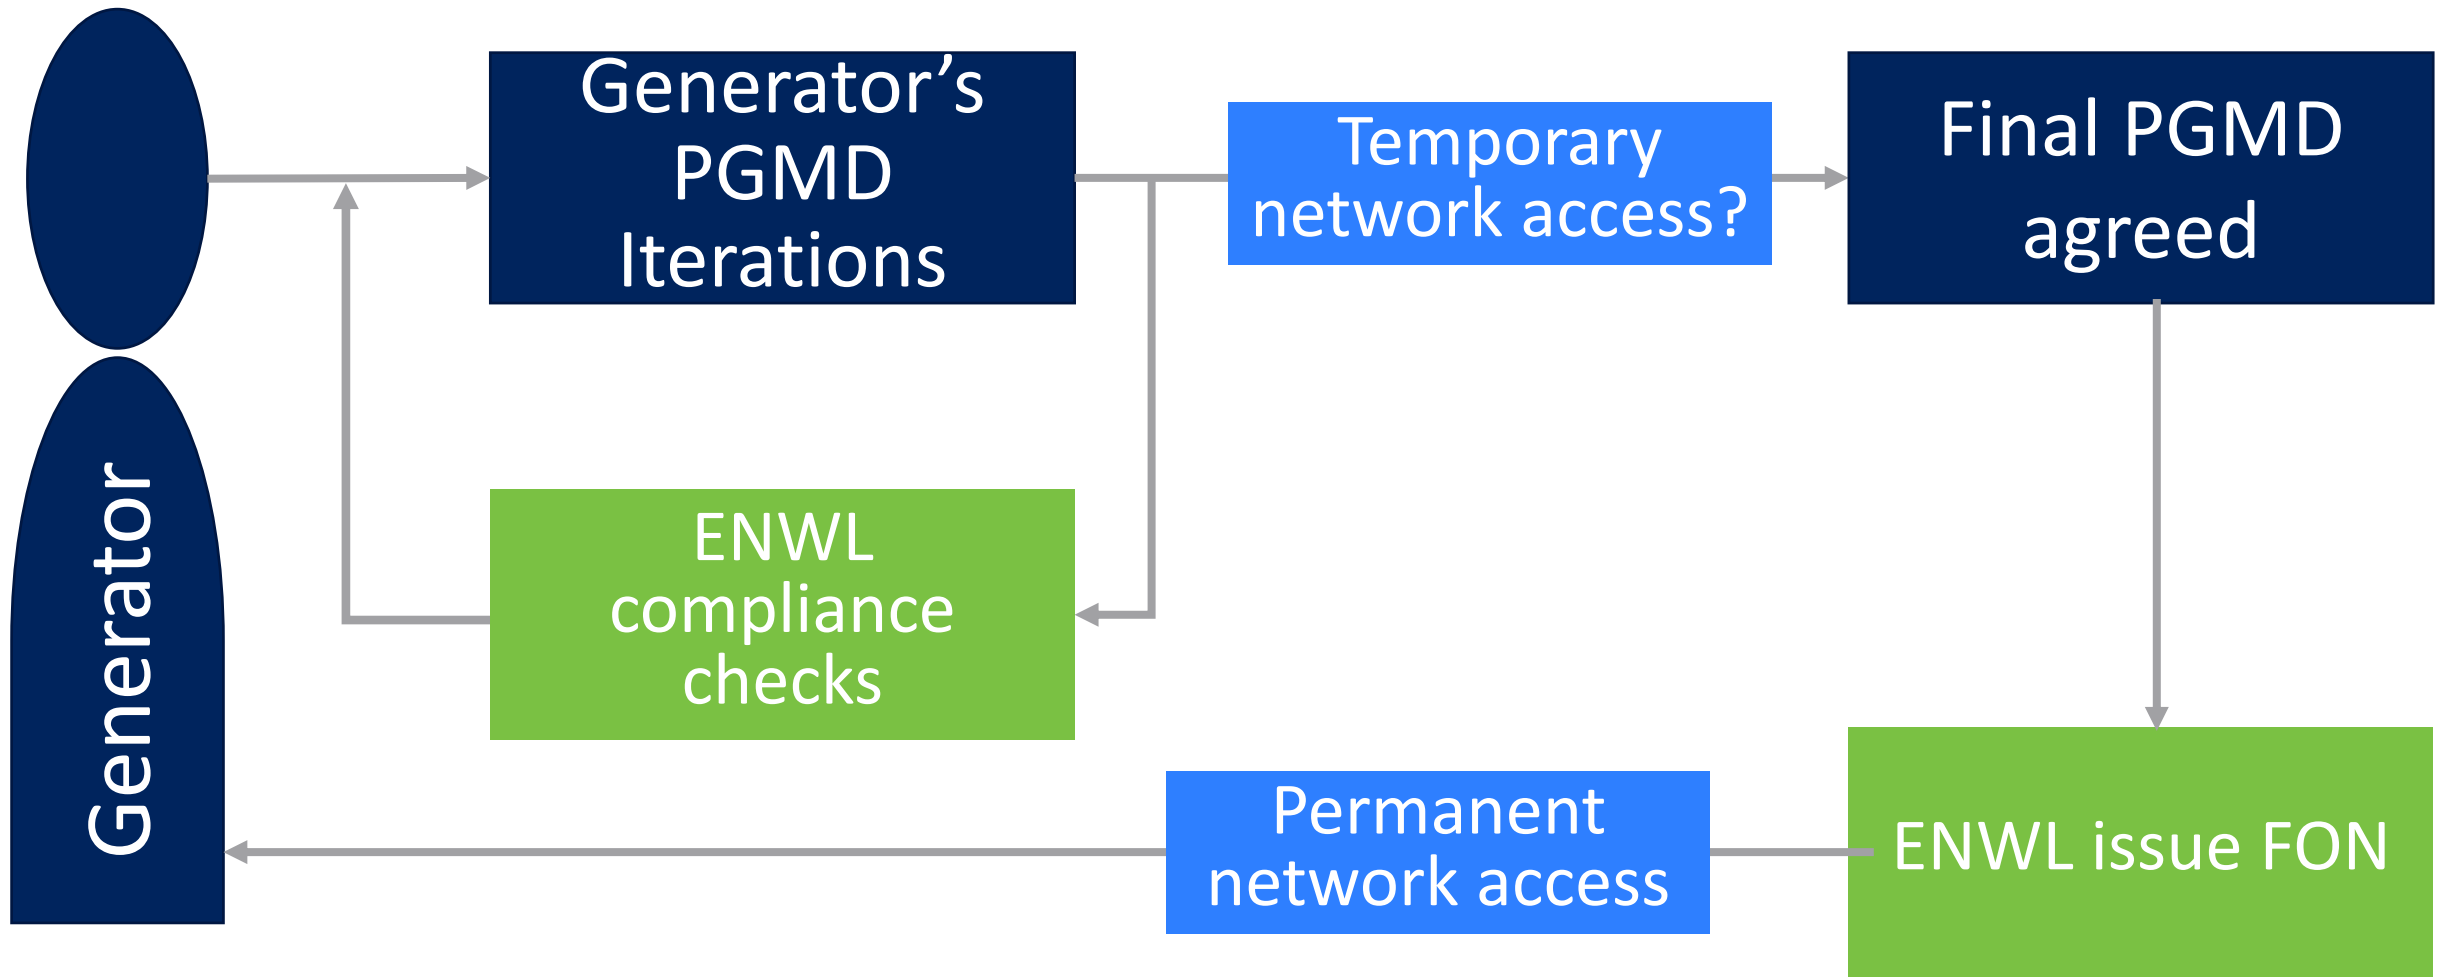 Generator’s
PGMD
Iterations
Temporary
network access?
Final PGMD
agreed
Generator
ENWL
compliance
checks
Permanent
network access
ENWL issue FON